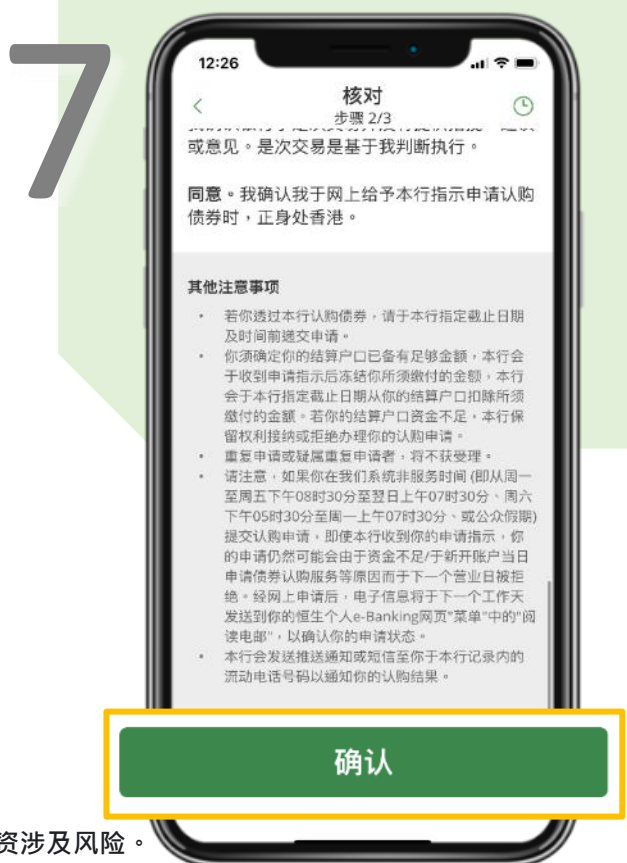 7
12:26
核对
步骤 2/3
或意见。是次交易是基于我判断执行。
同意。我确认我于网上给予本行指示申请认购
债券时，正身处香港。
其他注意事项
• 若你透过本行认购债券，请于本行指定截止日期
及时间前递交申请。
• 你须确定你的结算户口已备有足够金额，本行会
于收到申请指示后冻结你所须缴付的金额，本行
会于本行指定截止日期从你的结算户口扣除所须
缴付的金额。若你的结算户口资金不足，本行保
留权利接纳或拒绝办理你的认购申请。
• 重复申请或疑属重复申请者，将不获受理。
• 请注意，如果你在我们系统非服务时间 (即从周一
至周五下午08时30分至翌日上午07时30分、周六
下午05时30分至周一上午07时30分、或公众假期)
提交认购申请，即使本行收到你的申请指示，你
的申请仍然可能会由于资金不足/于新开账户当日
申请债券认购服务等原因而于下一个营业日被拒
绝。经网上申请后，电子信息将于下一个工作天
发送到你的恒生个人e-Banking网页"菜单"中的"阅
读电邮"，以确认你的申请状态。
• 本行会发送推送通知或短信至你于本行记录内的
流动电话号码以通知你的认购结果。
确认
资涉及风险。